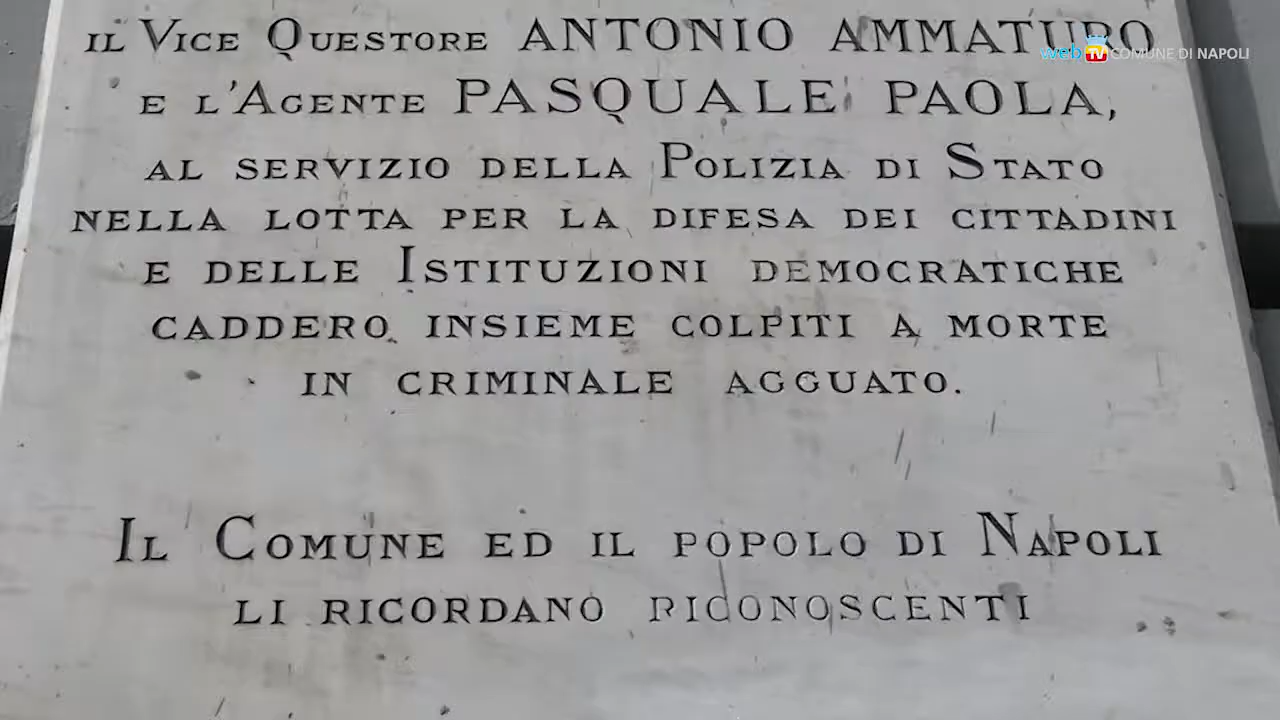 IL VICE QUESTORE ANTONIO AMMATURO
web TV COMUNE DI NAPOLI
E L'AGENTE PASQUALE PAOLA,
AL SERVIZIO DELLA POLIZIA DI STATO
NELLA LOTTA PER LA DIFESA DEI CITTADINI
E DELLE ISTITUZIONI DEMOCRATICHE
CADDERO INSIEME COLPITI A MORTE
IN CRIMINALE AGGUATO.
IL COMUNE ED IL POPOLO DI NAPOLI
LI RICORDANO RICONOSCENTI